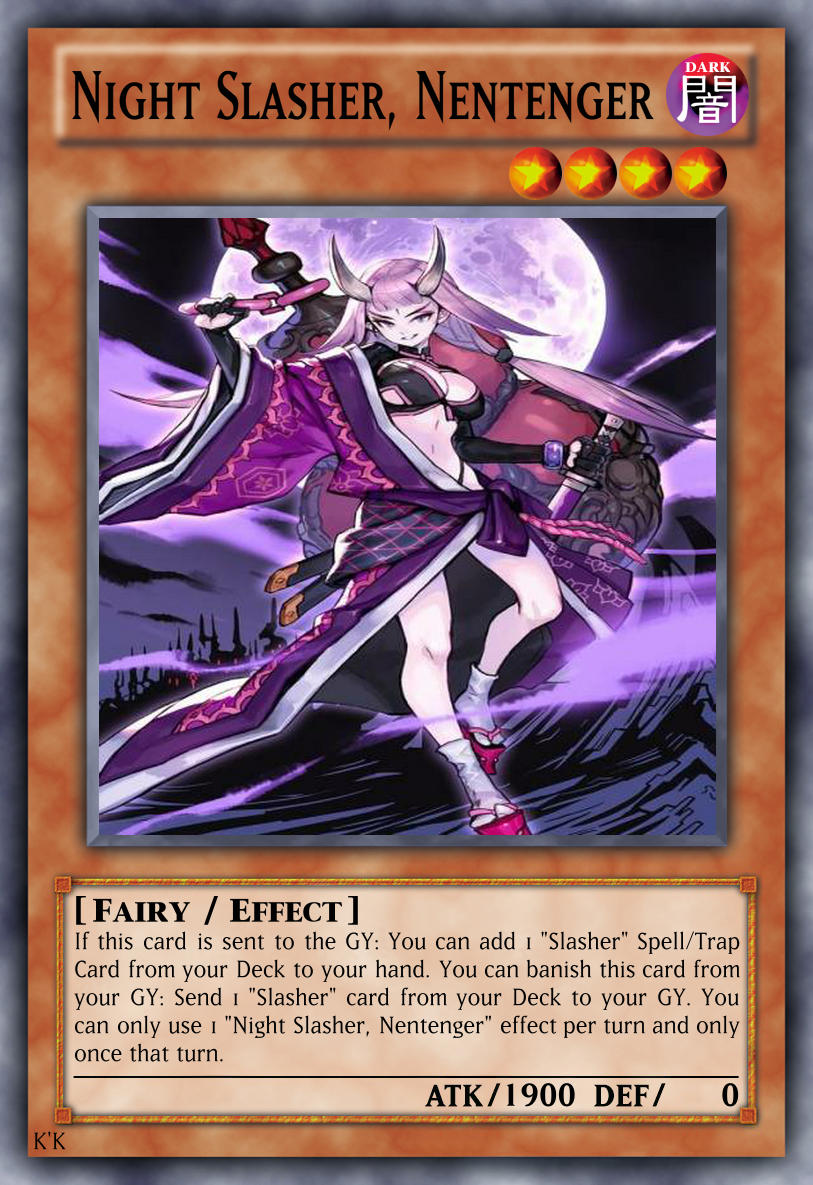 Night Slasher, Nentenger
DARK
闇
[ Fairy / Effect ]
If this card is sent to the GY: You can add 1 "Slasher" Spell/Trap
Card from your Deck to your hand. You can banish this card from
your GY: Send 1 "Slasher" card from your Deck to your GY. You
can only use 1 "Night Slasher, Nentenger" effect per turn and only
once that turn.
ATK/1900 DEF/ 0
K'K